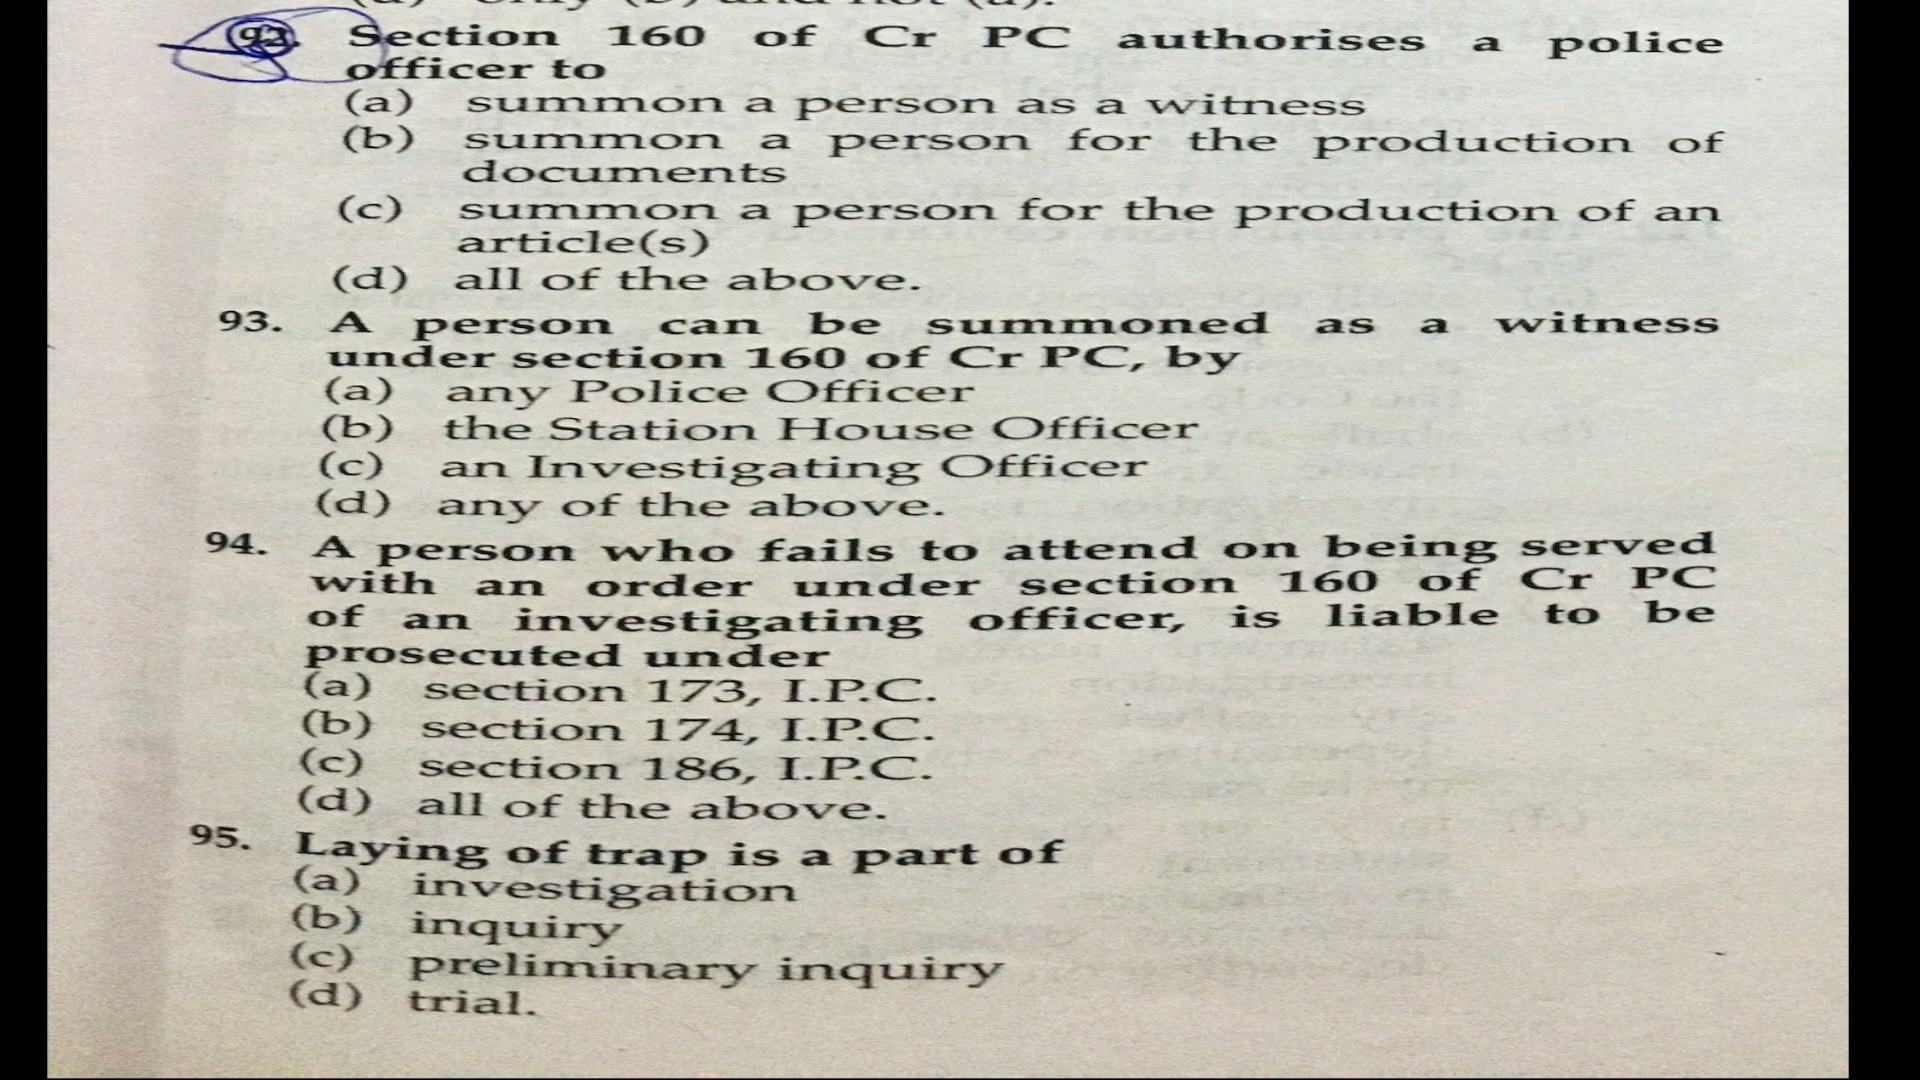 92. Section 160 of Cr PC authorises a police
officer to
(a) summon a person as a witness
(b) summon a person for the production of
documents
(c) summon a person for the production of an
article(s)
(d) all of the above.
93. A person can be summoned as a witness
under section 160 of Cr PC, by
(a) any Police Officer
(b) the Station House Officer
(c) an Investigating Officer
(d) any of the above.
94. A person who fails to attend on being served
with an order under section 160 of Cr PC
of an investigating officer, is liable to be
prosecuted under
(a) section 173, I.P.C.
(b) section 174, I.P.C.
(c) section 186, I.P.C.
(d) all of the above.
95. Laying of trap is a part of
(a) investigation
(b) inquiry
(c) preliminary inquiry
(d) trial.